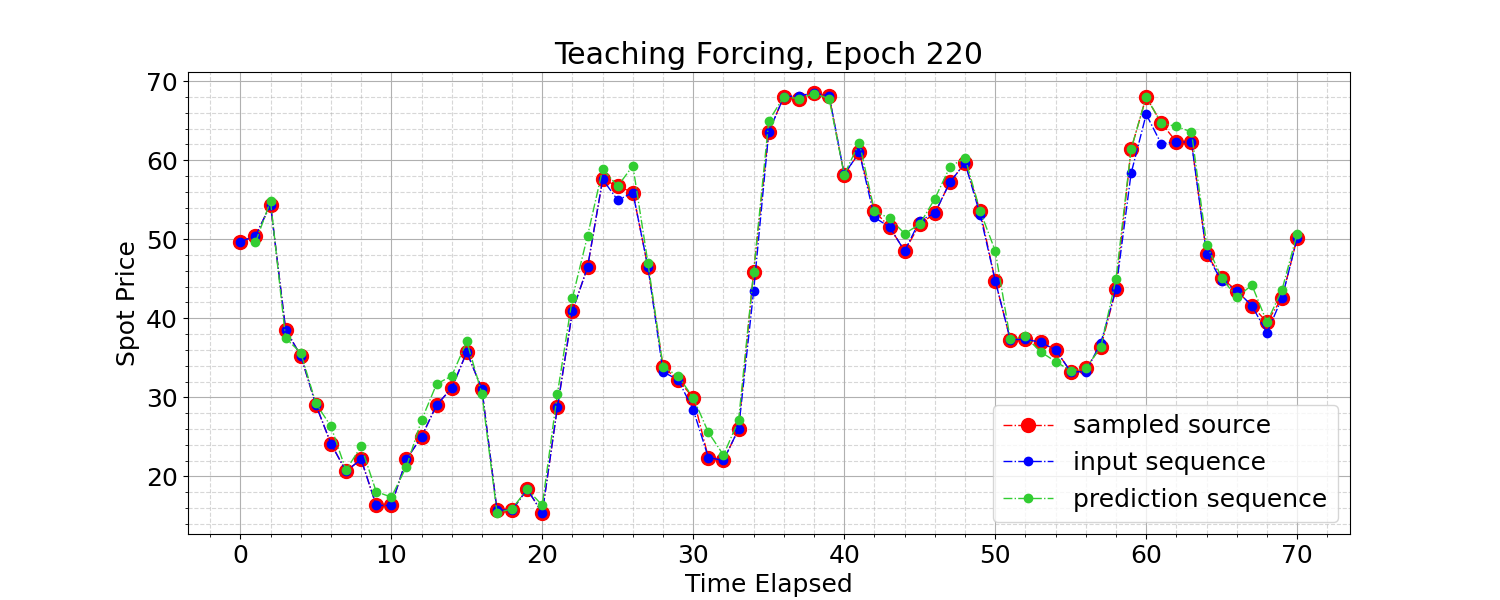 Teaching Forcing, Epoch 220
Spot Price
70
60
50
40
30
20
0 10 20 30 40 50 60 70
Time Elapsed
sampled source
input sequence
prediction sequence